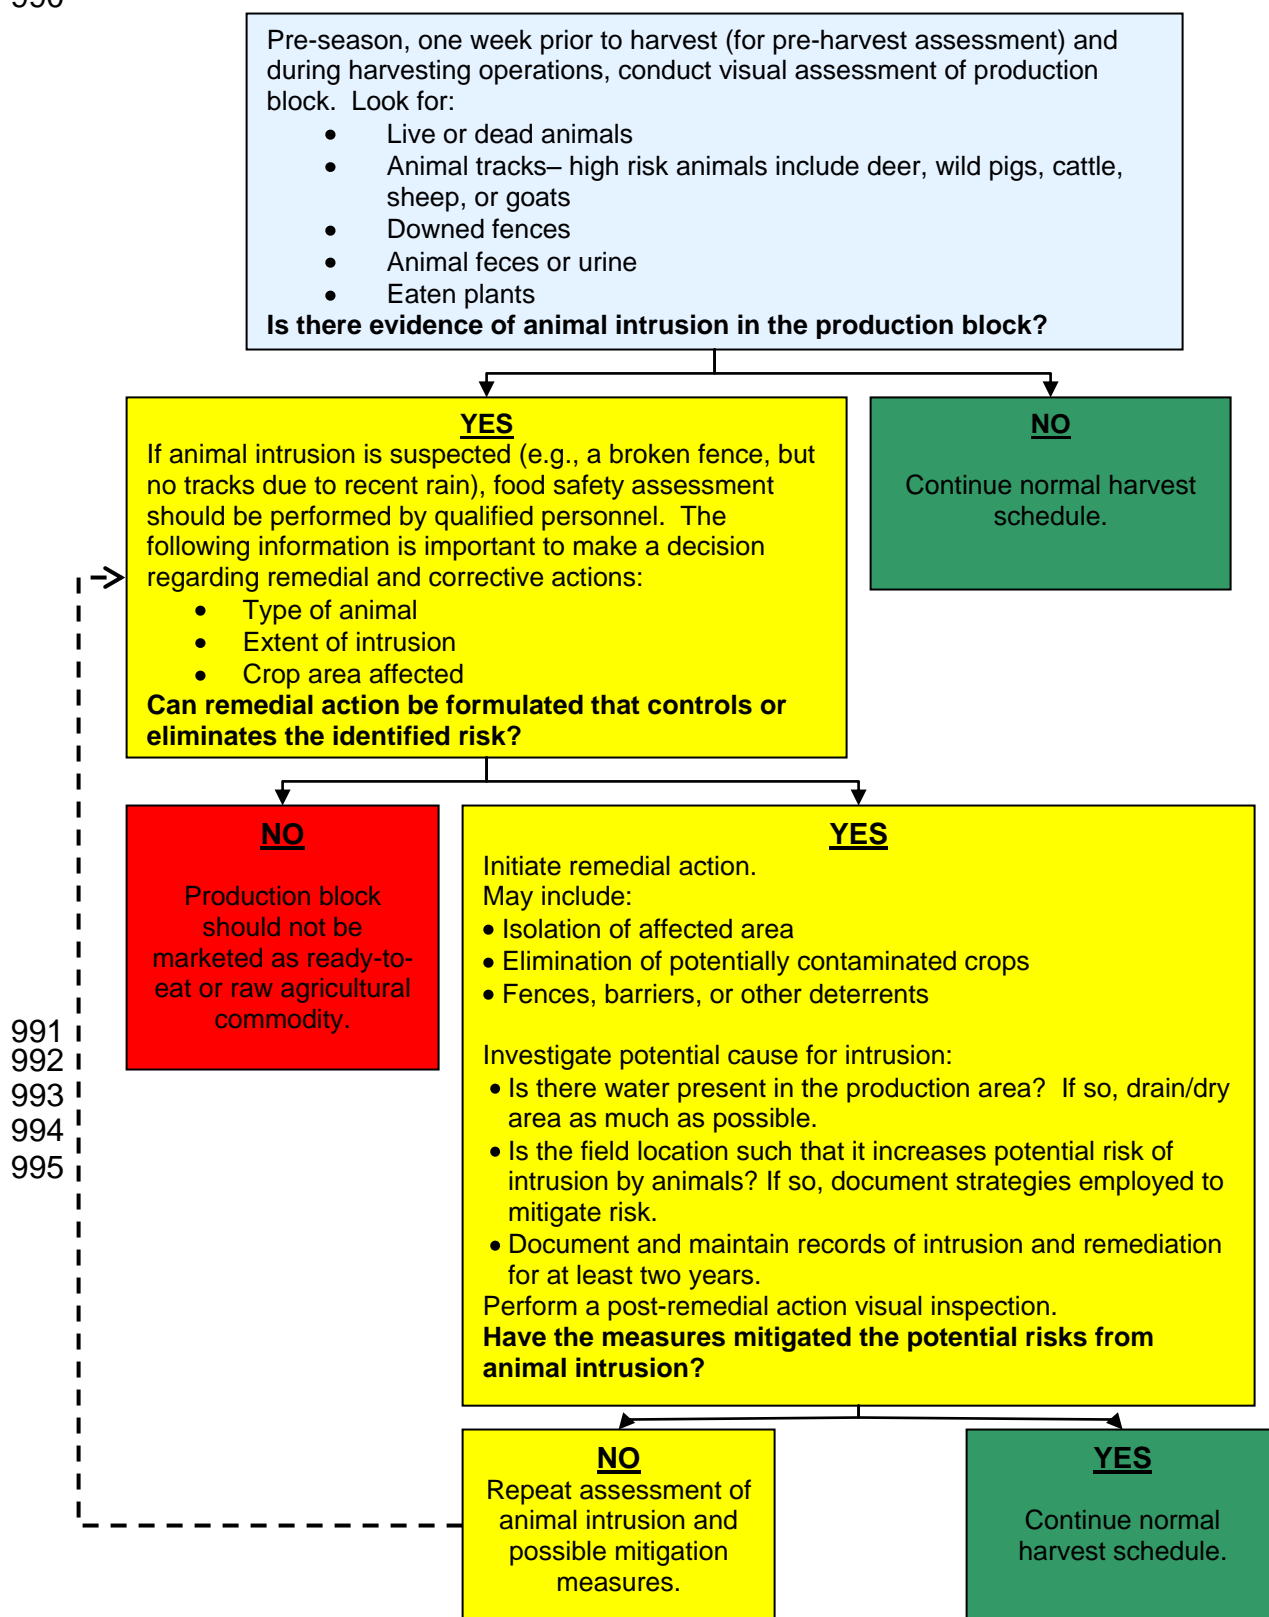 990
Pre-season, one week prior to harvest (for pre-harvest assessment) and
during harvesting operations, conduct visual assessment of production
block.  Look for:
• Live or dead animals
• Animal tracks– high risk animals include deer, wild pigs, cattle,
sheep, or goats
• Downed fences
• Animal feces or urine
• Eaten plants
Is there evidence of animal intrusion in the production block?
YES
If animal intrusion is suspected (e.g., a broken fence, but
no tracks due to recent rain), food safety assessment
should be performed by qualified personnel.  The
following information is important to make a decision
regarding remedial and corrective actions:
• Type of animal
• Extent of intrusion
• Crop area affected
Can remedial action be formulated that controls or
eliminates the identified risk?
NO
Continue normal harvest
schedule.
NO
Production block
should not be
marketed as ready-to-
eat or raw agricultural
commodity.
YES
Initiate remedial action.
May include:
• Isolation of affected area
• Elimination of potentially contaminated crops
• Fences, barriers, or other deterrents
Investigate potential cause for intrusion:
• Is there water present in the production area?  If so, drain/dry
area as much as possible.
• Is the field location such that it increases potential risk of
intrusion by animals? If so, document strategies employed to
mitigate risk.
• Document and maintain records of intrusion and remediation
for at least two years.
Perform a post-remedial action visual inspection.
Have the measures mitigated the potential risks from
animal intrusion?
991
992
993
994
995
NO
Repeat assessment of
animal intrusion and
possible mitigation
measures.
YES
Continue normal
harvest schedule.